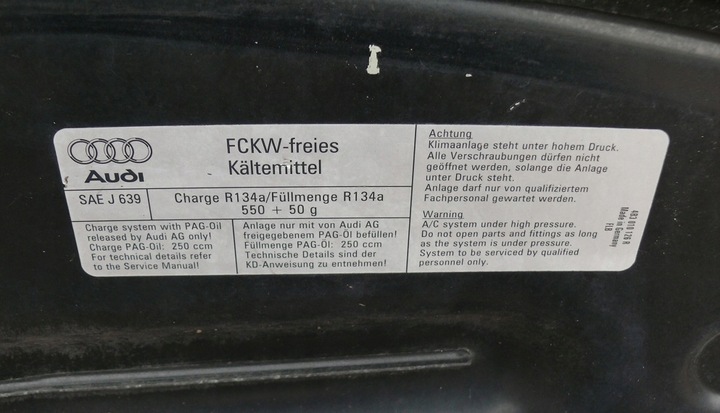 Audi
FCKW-freies
Kältemittel
SAE J 639
Charge R134a/Füllmenge R134a
550 + 50 g
Charge system with PAG-Oil
released by Audi AG only!
Charge PAG-Oil: 250 ccm
For technical details refer
to the Service Manual!
Anlage nur mit von Audi AG
freigegebenem PAG-Öl befüllen!
Füllmenge PAG-Öl: 250 ccm
Technische Details sind der
KD-Anweisung zu entnehmen!
Achtung
Klimaanlage steht unter hohem Druck.
Alle Verschraubungen dürfen nicht
geöffnet werden, solange die Anlage
unter Druck steht.
Anlage darf nur von qualifiziertem
Fachpersonal gewartet werden.
Warning
A/C system under high pressure.
Do not open parts and fittings as long
as the system is under pressure.
System to be serviced by qualified
personnel only.
Made in Germany